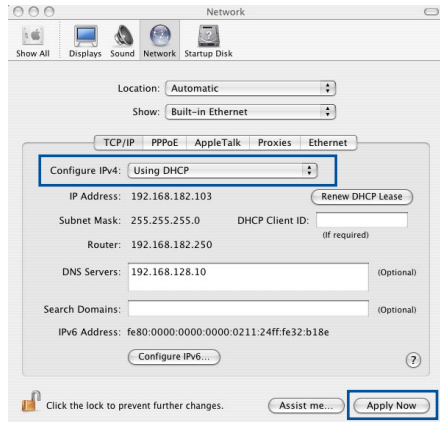 Network
Show All Displays Sound Network Startup Disk
Location: Automatic
Show: Built-in Ethernet
TCP/IP PPPoE AppleTalk Proxies Ethernet
Configure IPv4: Using DHCP
IP Address: 192.168.182.103 Renew DHCP Lease
Subnet Mask: 255.255.255.0 DHCP Client ID:
(If required)
Router: 192.168.182.250
DNS Servers: 192.168.128.10 (Optional)
Search Domains: (Optional)
IPv6 Address: fe80:0000:0000:0000:0211:24ff:fe32:b18e
Configure IPv6... ?
Click the lock to prevent further changes. Assist me... Apply Now